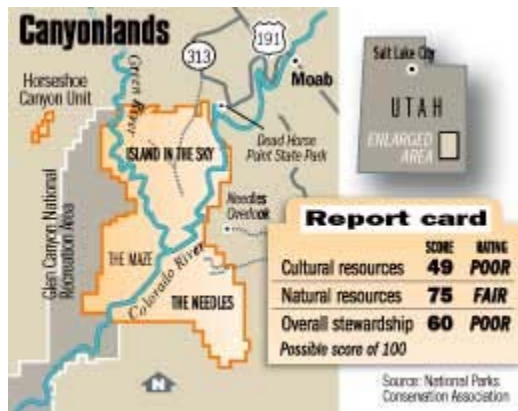 Canyonlands
191
313
Moab
Horseshoe
Canyon Unit
Green River
Dead Horse
Point State Park
ISLAND IN THE SKY
Needles
Overlook
Glen Canyon National
Recreation Area
THE MAZE
Colorado River
THE NEEDLES
N
Salt Lake City
UTAH
ENLARGED
AREA
Report card
SCORE RATING
Cultural resources 49 POOR
Natural resources 75 FAIR
Overall stewardship 60 POOR
Possible score of 100
Source: National Parks
Conservation Association